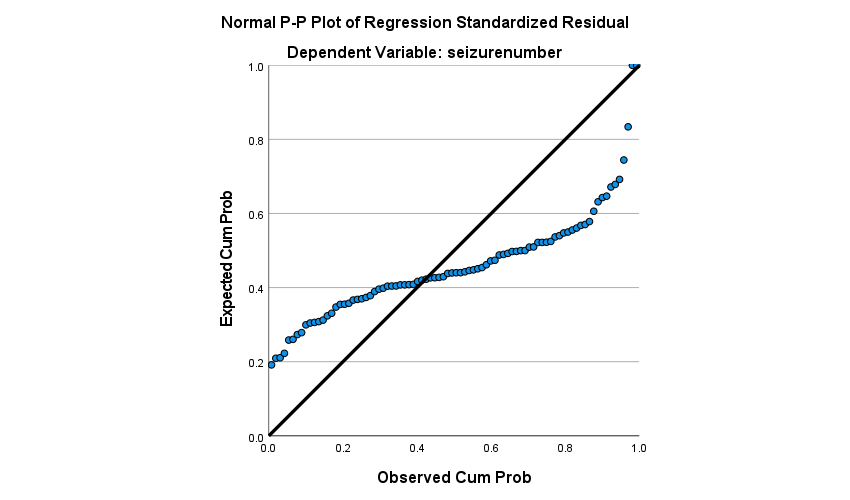 Normal P-P Plot of Regression Standardized Residual
Dependent Variable: seizurenumber
1.0
0.8
0.6
0.4
0.2
0.0
Expected Cum Prob
0.0 0.2 0.4 0.6 0.8 1.0
Observed Cum Prob